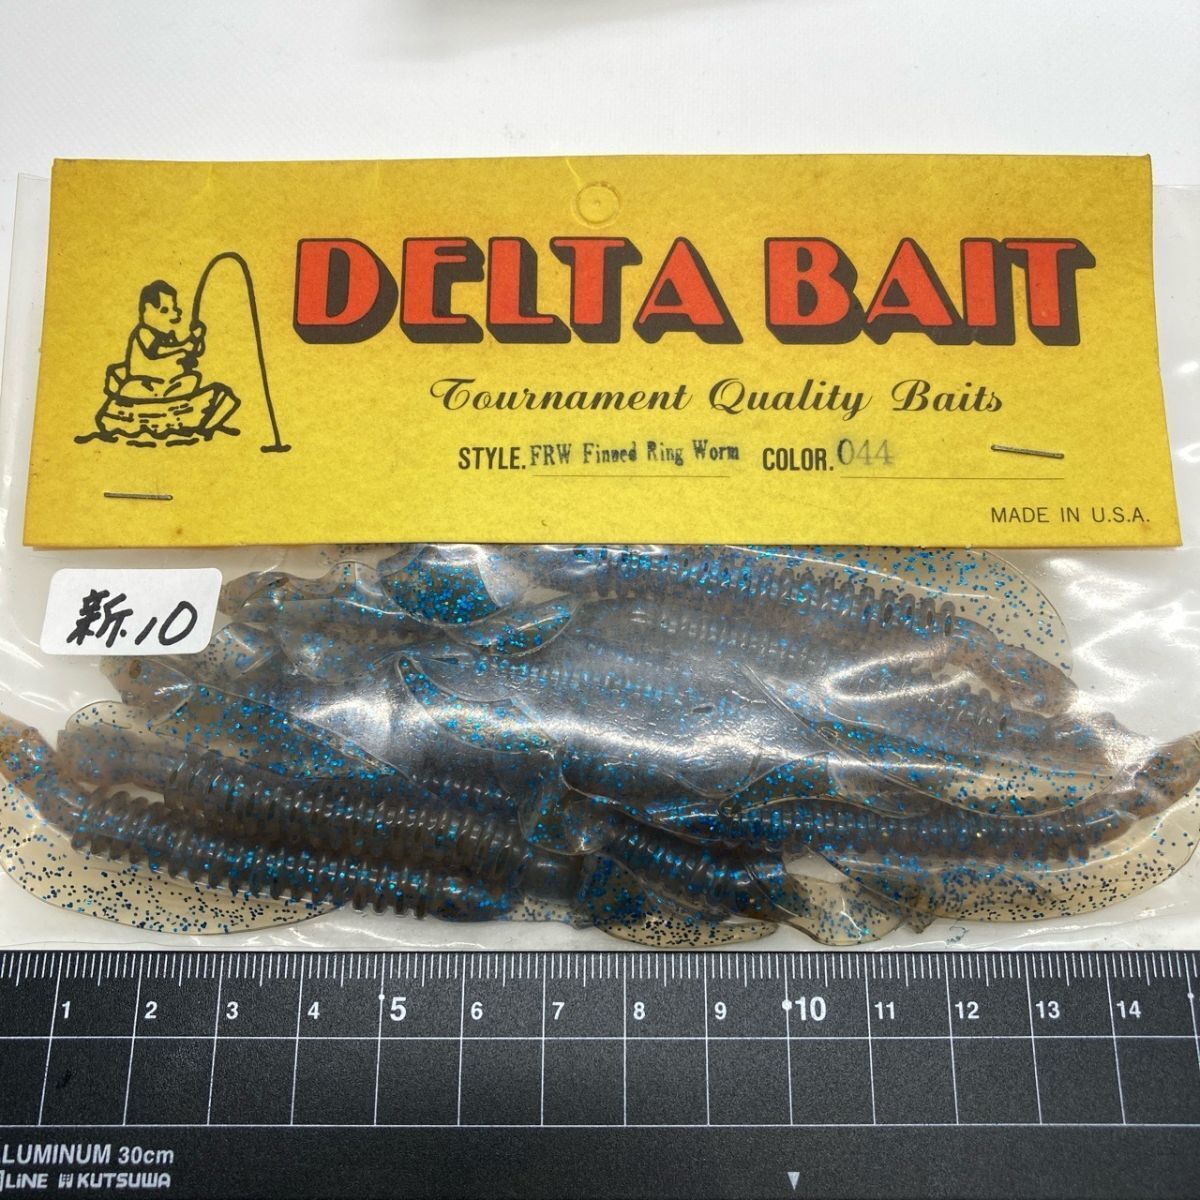 DELTA BAIT
Tournament Quality Baits
STYLE. FRW Finned Ring Worm COLOR. 044
MADE IN U.S.A.
新.10
1 2 3 4 5 6 7 8 9 10 11 12 13 14
ALUMINUM 30cm
LINE KUTSUWA